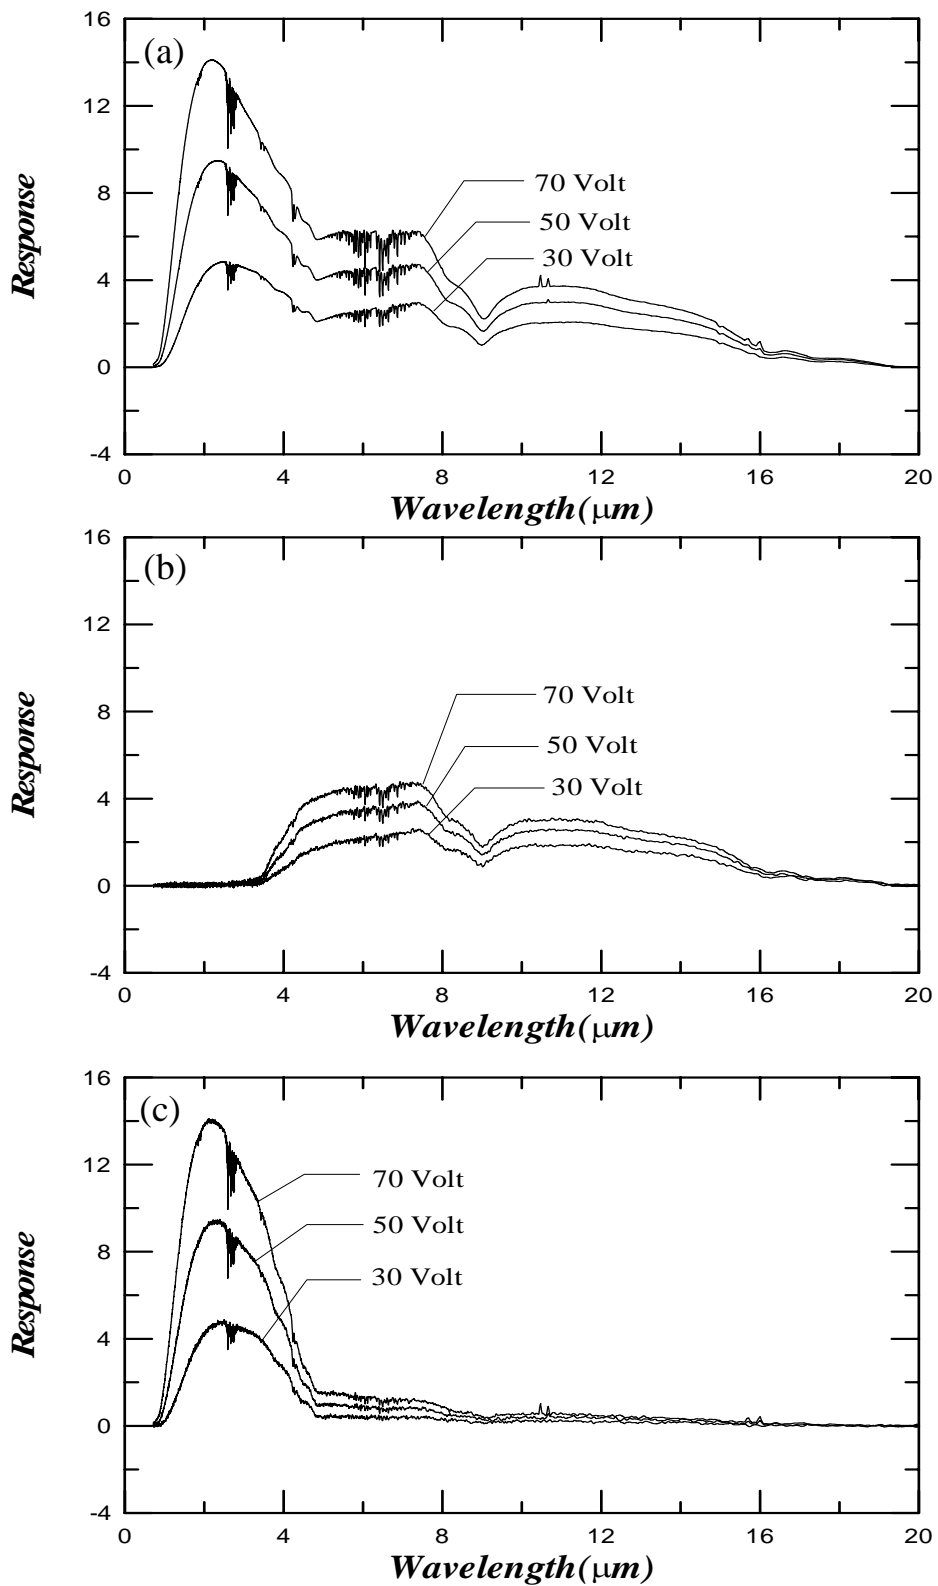 (a)
16
12
8
4
0
-4
Response
70 Volt
50 Volt
30 Volt
0 4 8 12 16 20
Wavelength(μm)
(b)
16
12
8
4
0
-4
Response
70 Volt
50 Volt
30 Volt
0 4 8 12 16 20
Wavelength(μm)
(c)
16
12
8
4
0
-4
Response
70 Volt
50 Volt
30 Volt
0 4 8 12 16 20
Wavelength(μm)